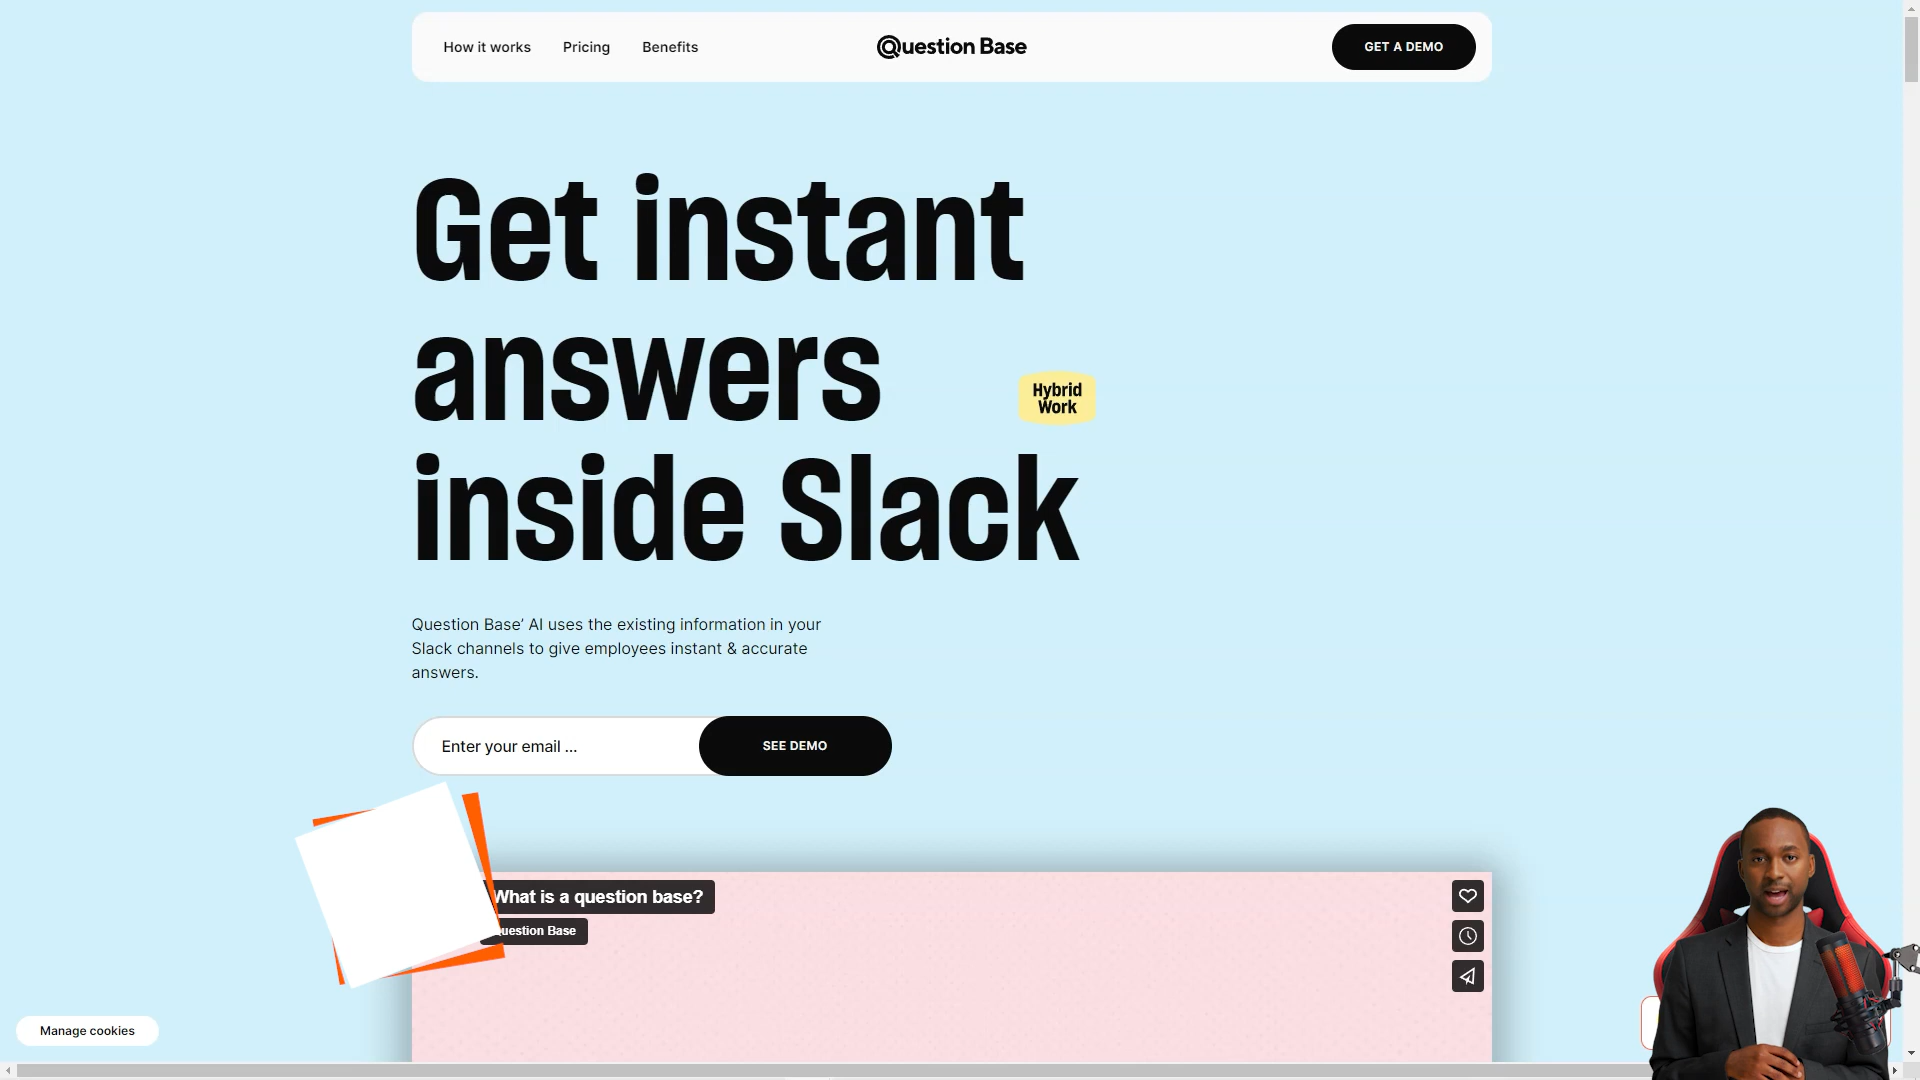 How it works
Pricing
Benefits
Question Base
GET A DEMO
Get instant
answers
inside Slack
Hybrid
Work
Question Base’ AI uses the existing information in your
Slack channels to give employees instant & accurate
answers.
Enter your email ...
SEE DEMO
What is a question base?
Question Base
Manage cookies